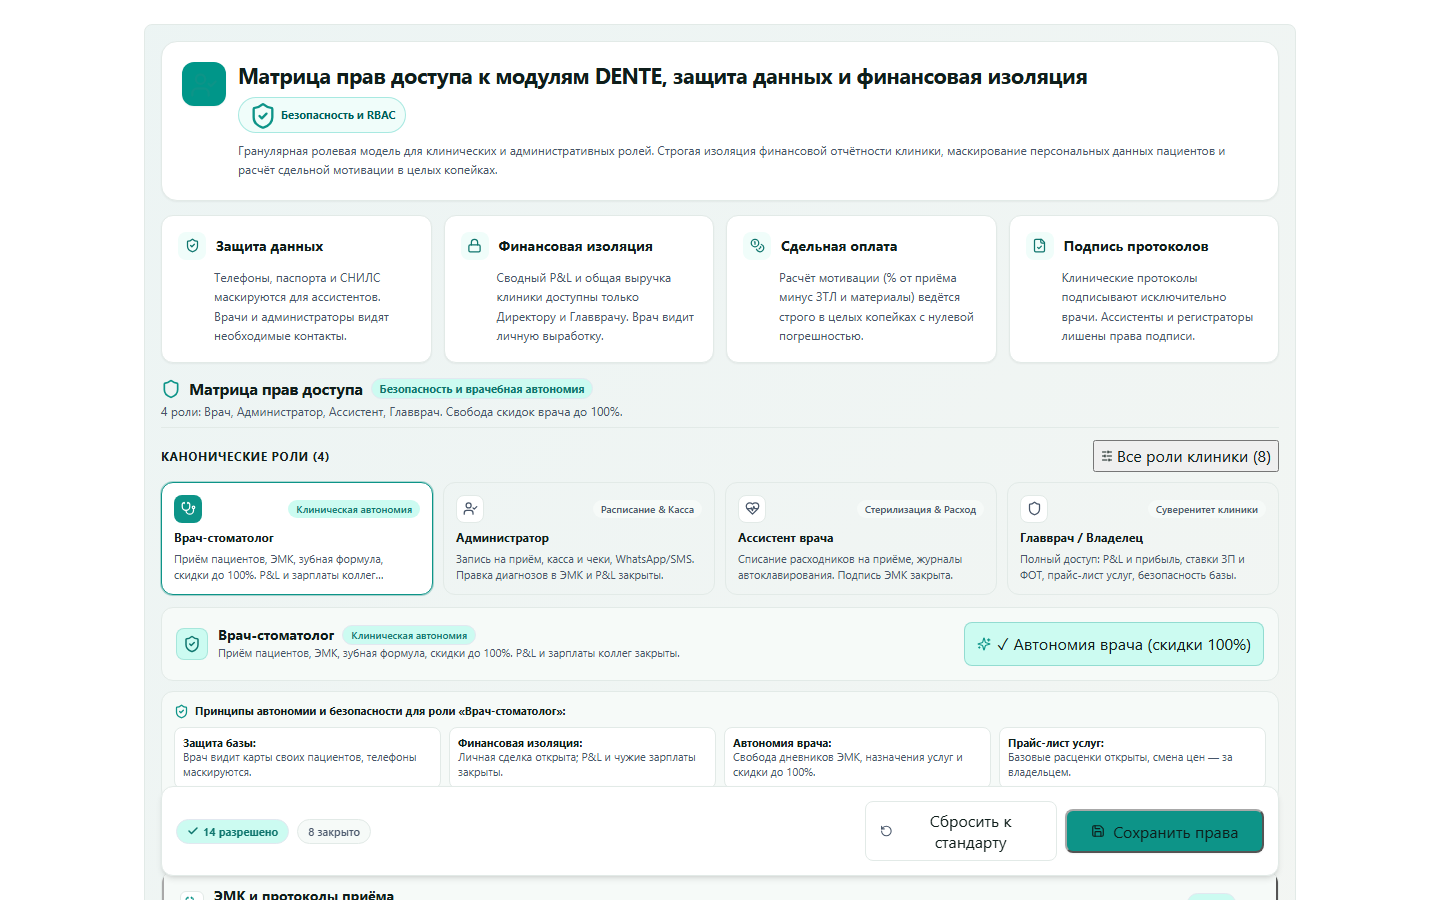 Матрица прав доступа к модулям DENTE, защита данных и финансовая изоляция
Безопасность и RBAC
Гранулярная ролевая модель для клинических и административных ролей. Строгая изоляция финансовой отчётности клиники, маскирование персональных данных пациентов и
расчёт сдельной мотивации в целых копейках.
Защита данных
Телефоны, паспорта и СНИЛС
маскируются для ассистентов.
Врачи и администраторы видят
необходимые контакты.
Финансовая изоляция
Сводный P&L и общая выручка
клиники доступны только
Директору и Главврачу. Врач видит
личную выработку.
Сдельная оплата
Расчёт мотивации (% от приёма
минус ЗТЛ и материалы) ведётся
строго в целых копейках с нулевой
погрешностью.
Подпись протоколов
Клинические протоколы
подписывают исключительно
врачи. Ассистенты и регистраторы
лишены права подписи.
Матрица прав доступа
Безопасность и врачебная автономия
4 роли: Врач, Администратор, Ассистент, Главврач. Свобода скидок врача до 100%.
КАНОНИЧЕСКИЕ РОЛИ (4)
Все роли клиники (8)
Клиническая автономия
Врач-стоматолог
Приём пациентов, ЭМК, зубная формула,
скидки до 100%. P&L и зарплаты коллег...
Расписание & Касса
Администратор
Запись на приём, касса и чеки, WhatsApp/SMS.
Правка диагнозов в ЭМК и P&L закрыты.
Стерилизация & Расход
Ассистент врача
Списание расходников на приёме, журналы
автоклавирования. Подпись ЭМК закрыта.
Суверенитет клиники
Главврач / Владелец
Полный доступ: P&L и прибыль, ставки ЗП и
ФОТ, прайс-лист услуг, безопасность базы.
Врач-стоматолог
Клиническая автономия
Приём пациентов, ЭМК, зубная формула, скидки до 100%. P&L и зарплаты коллег закрыты.
✓ Автономия врача (скидки 100%)
Принципы автономии и безопасности для роли «Врач-стоматолог»:
Защита базы:
Врач видит карты своих пациентов, телефоны
маскируются.
Финансовая изоляция:
Личная сделка открыта; P&L и чужие зарплаты
закрыты.
Автономия врача:
Свобода дневников ЭМК, назначения услуг и
скидки до 100%.
Прайс-лист услуг:
Базовые расценки открыты, смена цен — за
владельцем.
14 разрешено
8 закрыто
Сбросить к
стандарту
Сохранить права
ЭМК и протоколы приёма